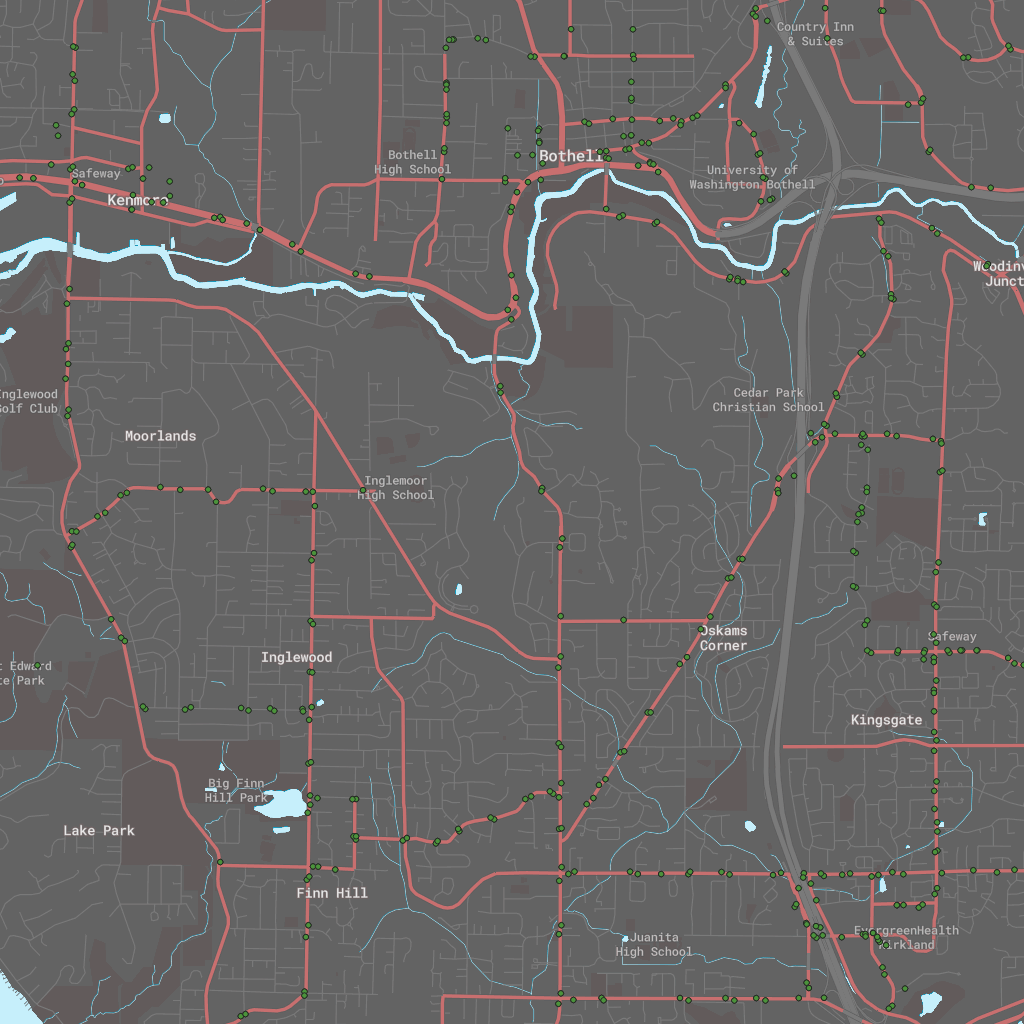 Country Inn
& Suites
Bothell
Bothell
High School
Safeway
University of
Washington Bothell
Kenmore
Junct
Cedar Park
Christian School
Inglewood
Golf Club
Moorlands
Inglemoor
High School
Oskams
Corner
Safeway
Inglewood
Kingsgate
Big Finn
Hill Park
Lake Park
Finn Hill
EvergreenHealth
Kirkland
Juanita
High School